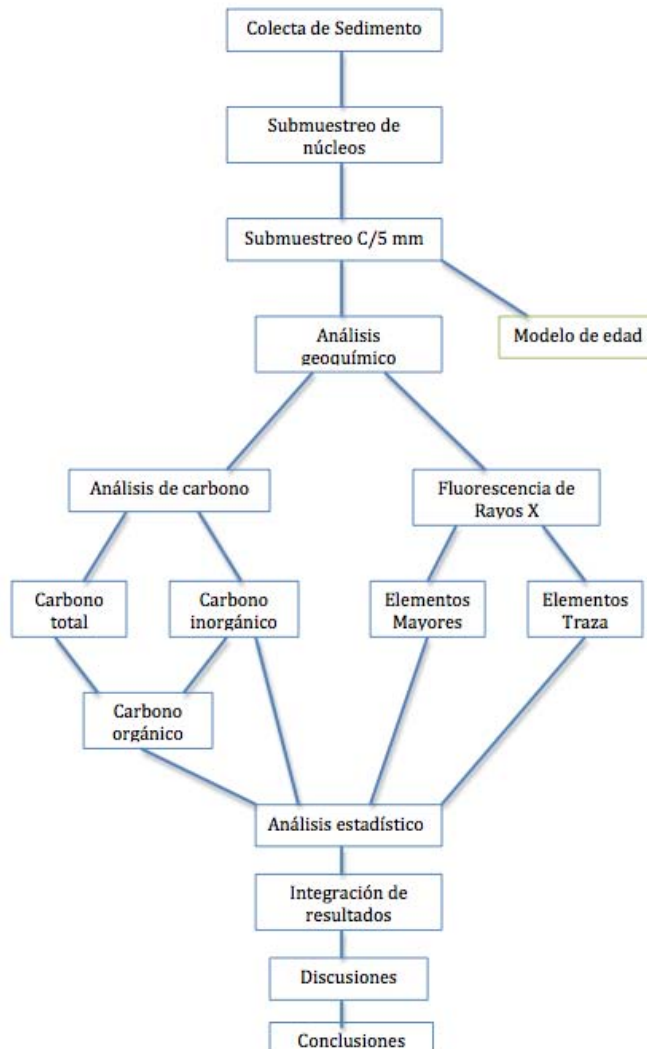 Colecta de Sedimento
Submuestreo de
núcleos
Submuestreo C/5 mm
Análisis
geoquímico
Modelo de edad
Análisis de carbono
Fluorescencia de
Rayos X
Carbono
total
Carbono
inorgánico
Elementos
Mayores
Elementos
Traza
Carbono
orgánico
Análisis estadístico
Integración de
resultados
Discusiones
Conclusiones